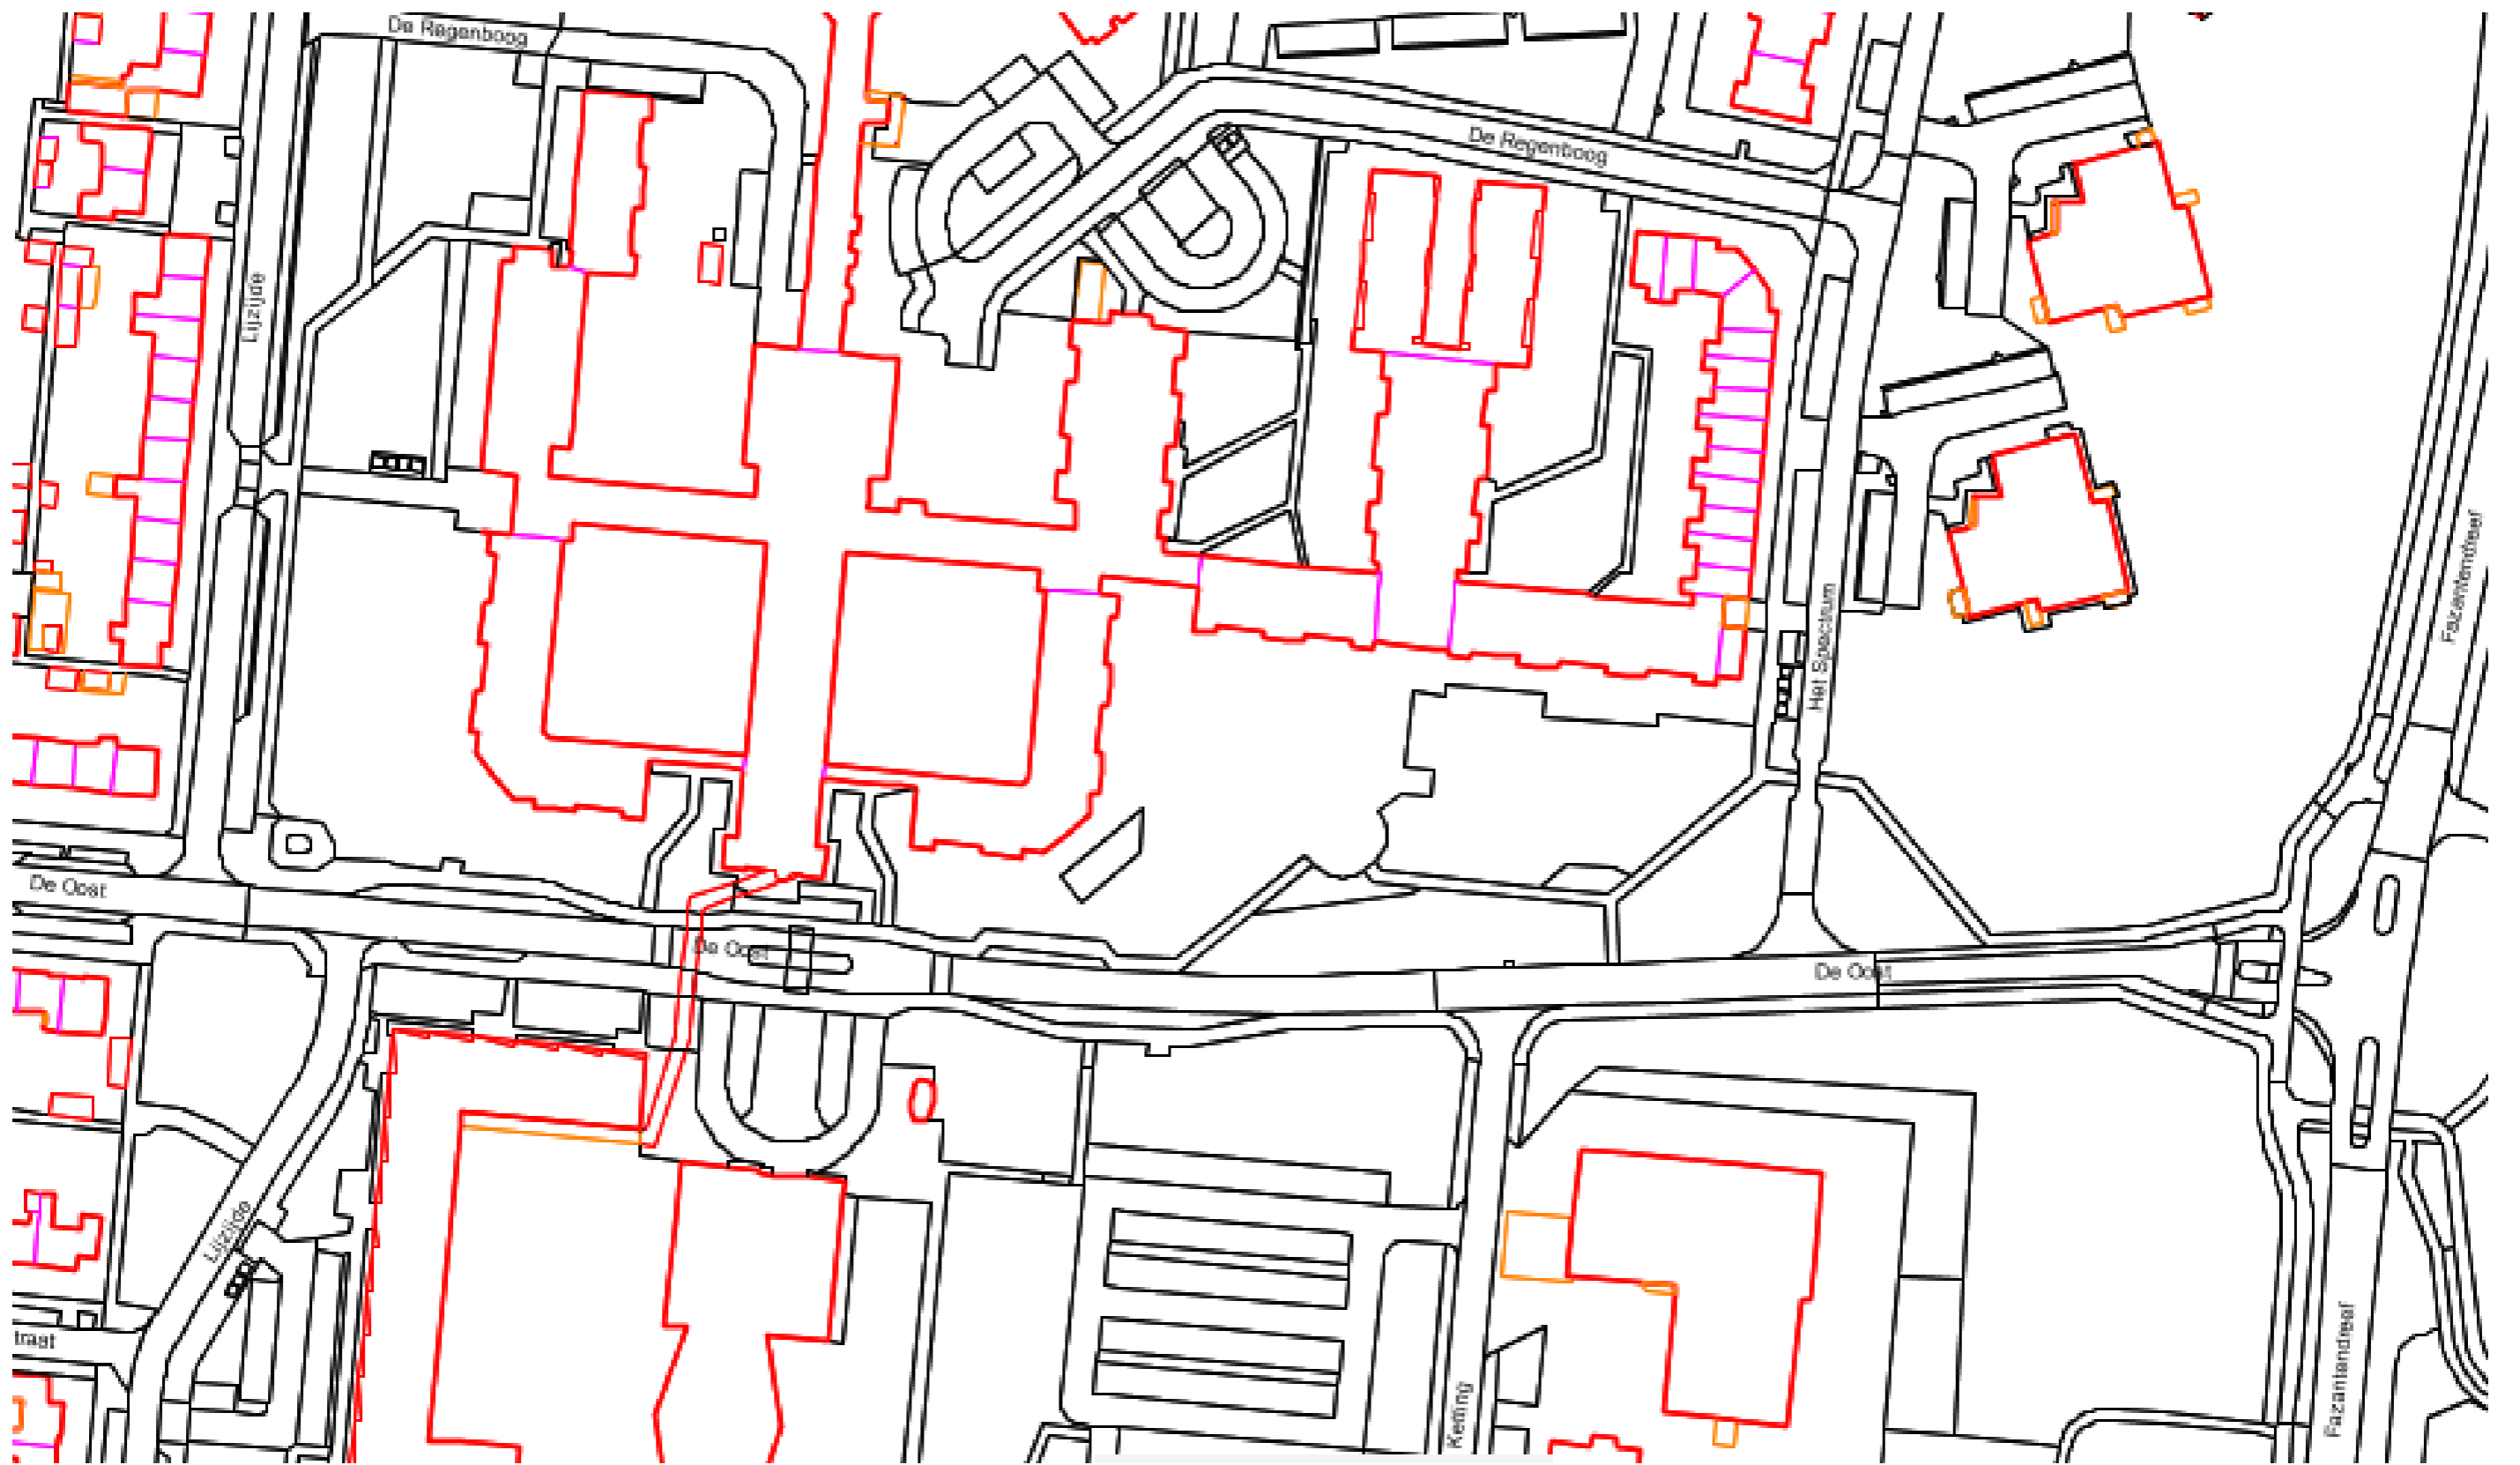 De Regenboog
De Regenboog
Lijzijde
Fazantendreef
Het Spectrum
De Oost
De Oost
De Oost
Lijzijde
traat
Fazantendreef
Ketting